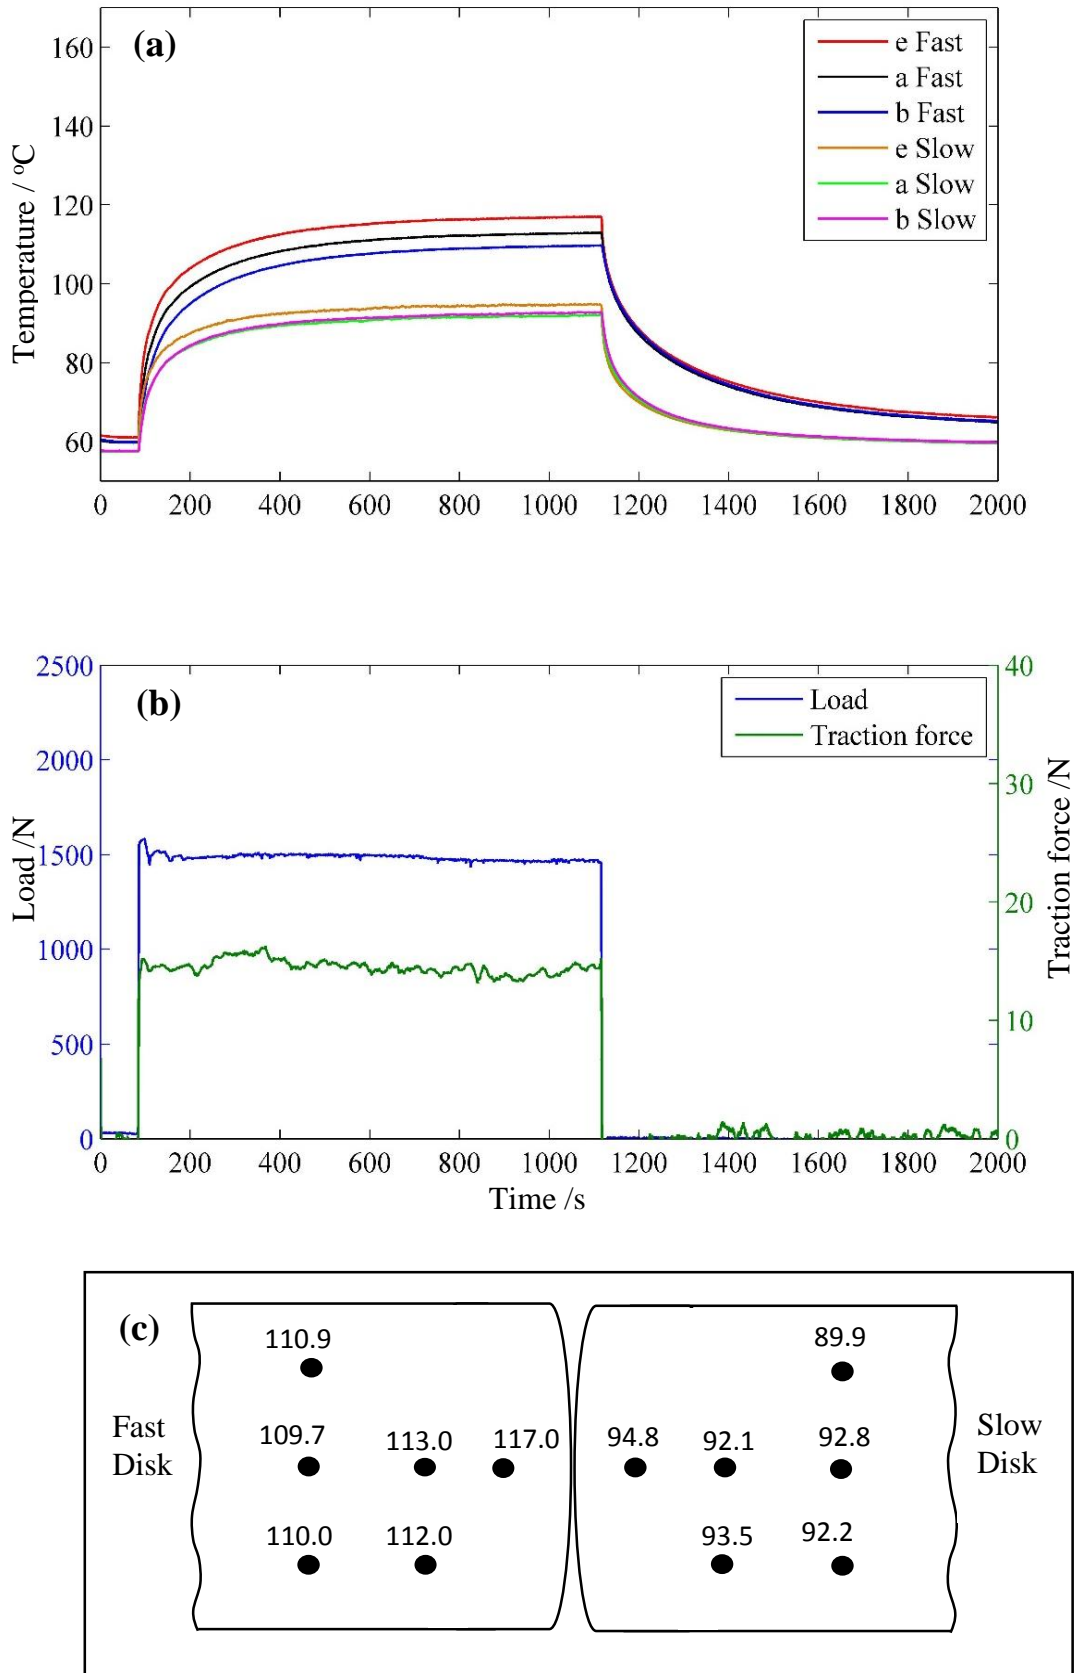 (a)
160
140
120
100
80
60
Temperature / °C
e Fast
a Fast
b Fast
e Slow
a Slow
b Slow
0 200 400 600 800 1000 1200 1400 1600 1800 2000
(b)
2500
2000
1500
1000
500
0
Load /N
Load
Traction force
40
30
20
10
0
Traction force /N
0 200 400 600 800 1000 1200 1400 1600 1800 2000
Time /s
(c)
110.9 89.9
Fast
Disk
109.7 113.0 117.0 94.8 92.1 92.8
Slow
Disk
110.0 112.0 93.5 92.2